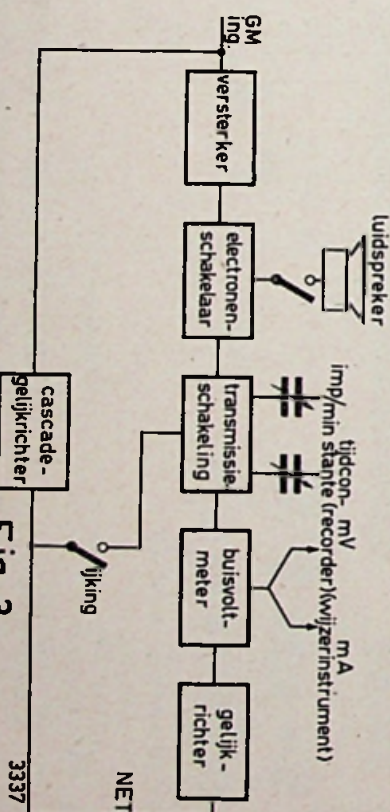 GM
ing.
versterker
electronen-
schakelaar
luidspreker
transmissie-
schakeling
imp/min
tijdcon-
stante
mV
(recorder)
mA
(wijzerinstrument)
buisvolt-
meter
gelijk-
richter
cascade-
gelijkrichter
ijking
NET
3337